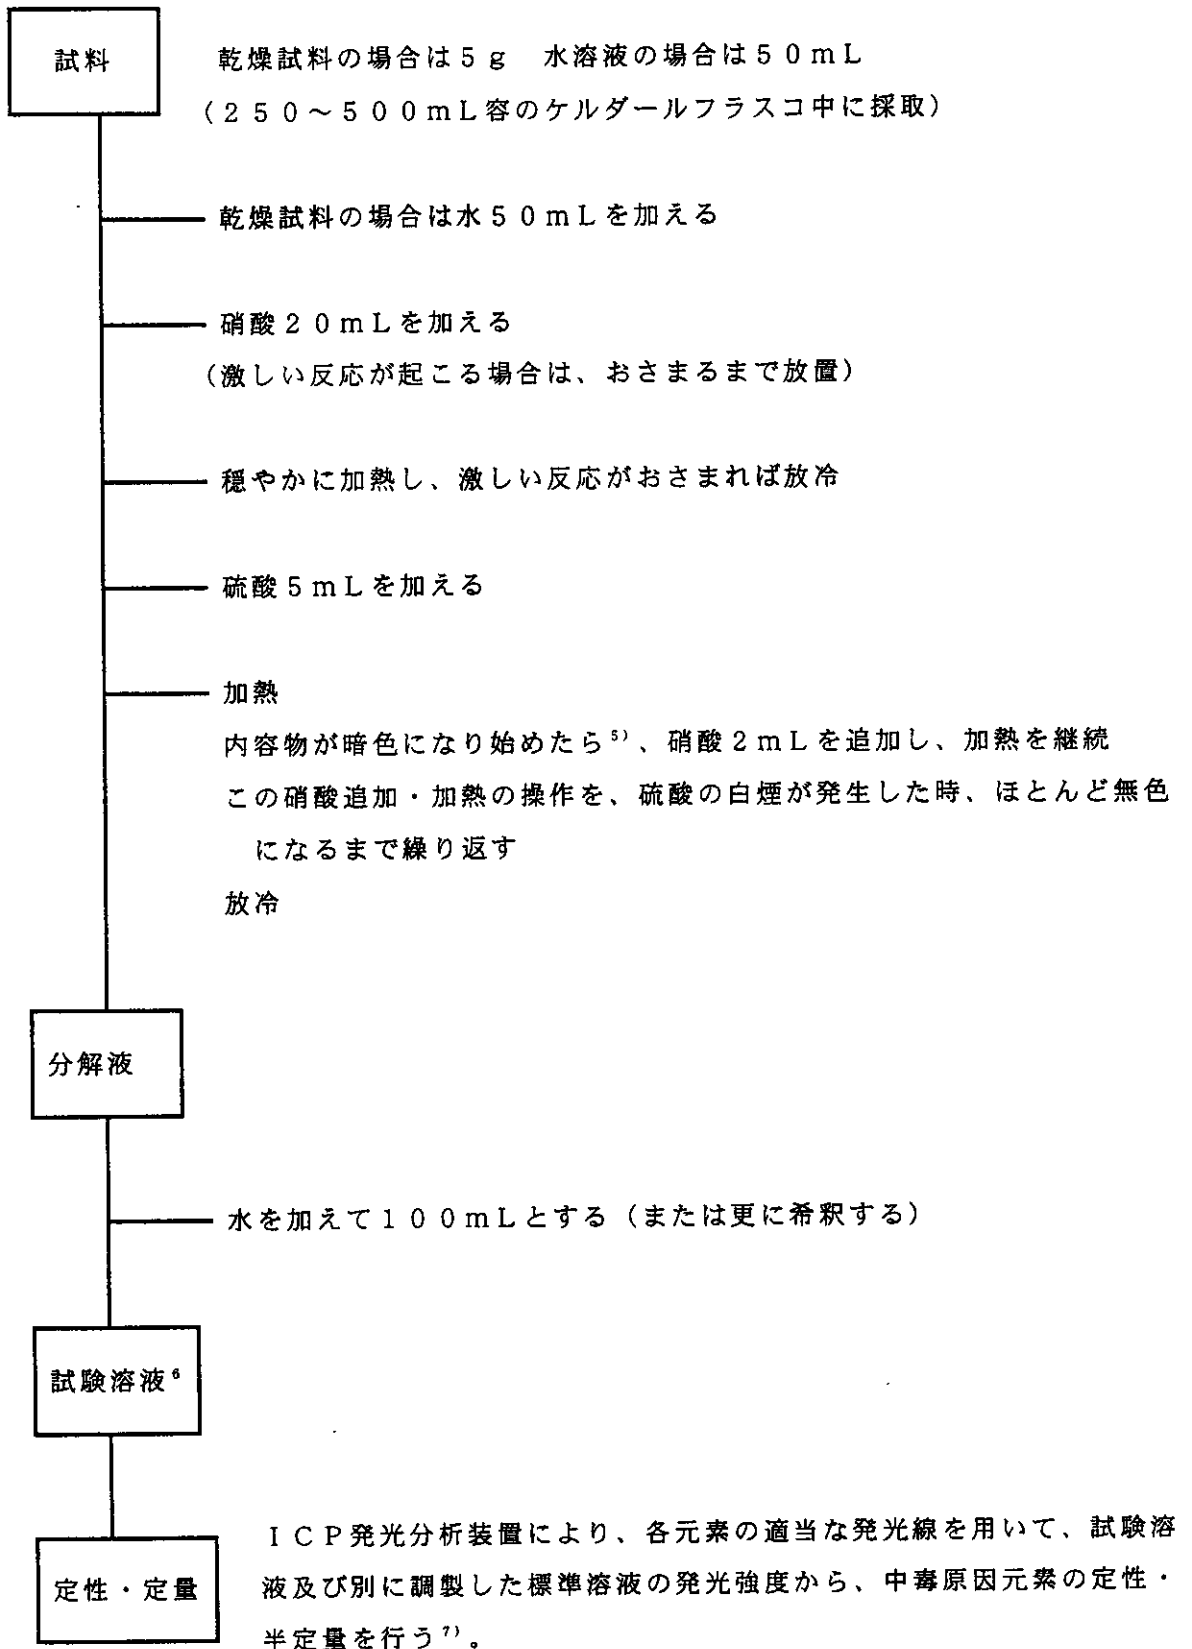 試料
乾燥試料の場合は5g 水溶液の場合は50mL
(250～500mL容のケルダールフラスコ中に採取)
乾燥試料の場合は水50mLを加える
硝酸20mLを加える
(激しい反応が起こる場合は、おさまるまで放置)
穏やかに加熱し、激しい反応がおさまれば放冷
硫酸5mLを加える
加熱
内容物が暗色になり始めたら⁵⁾、硝酸2mLを追加し、加熱を継続
この硝酸追加・加熱の操作を、硫酸の白煙が発生した時、ほとんど無色
になるまで繰り返す
放冷
分解液
水を加えて100mLとする(または更に希釈する)
試験溶液⁶
定性・定量
ICP発光分析装置により、各元素の適当な発光線を用いて、試験溶
液及び別に調製した標準溶液の発光強度から、中毒原因元素の定性・
半定量を行う⁷⁾。